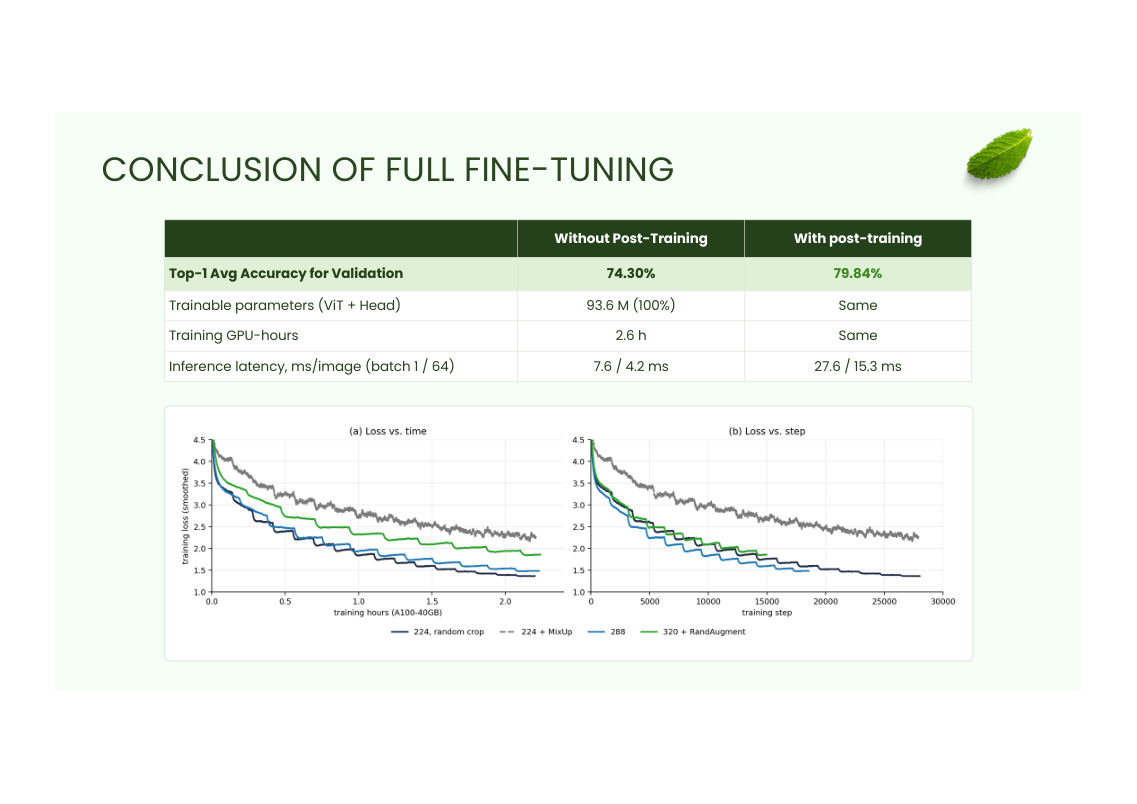 CONCLUSION OF FULL FINE-TUNING
Without Post-Training With post-training
Top-1 Avg Accuracy for Validation 74.30% 79.84%
Trainable parameters (ViT + Head) 93.6 M (100%) Same
Training GPU-hours 2.6 h Same
Inference latency, ms/image (batch 1 / 64) 7.6 / 4.2 ms 27.6 / 15.3 ms
(a) Loss vs. time
training loss (smoothed)
4.5
4.0
3.5
3.0
2.5
2.0
1.5
1.0
0.0 0.5 1.0 1.5 2.0
training hours (A100-40GB)
(b) Loss vs. step
4.5
4.0
3.5
3.0
2.5
2.0
1.5
1.0
0 5000 10000 15000 20000 25000 30000
training step
224, random crop 224 + MixUp 288 320 + RandAugment